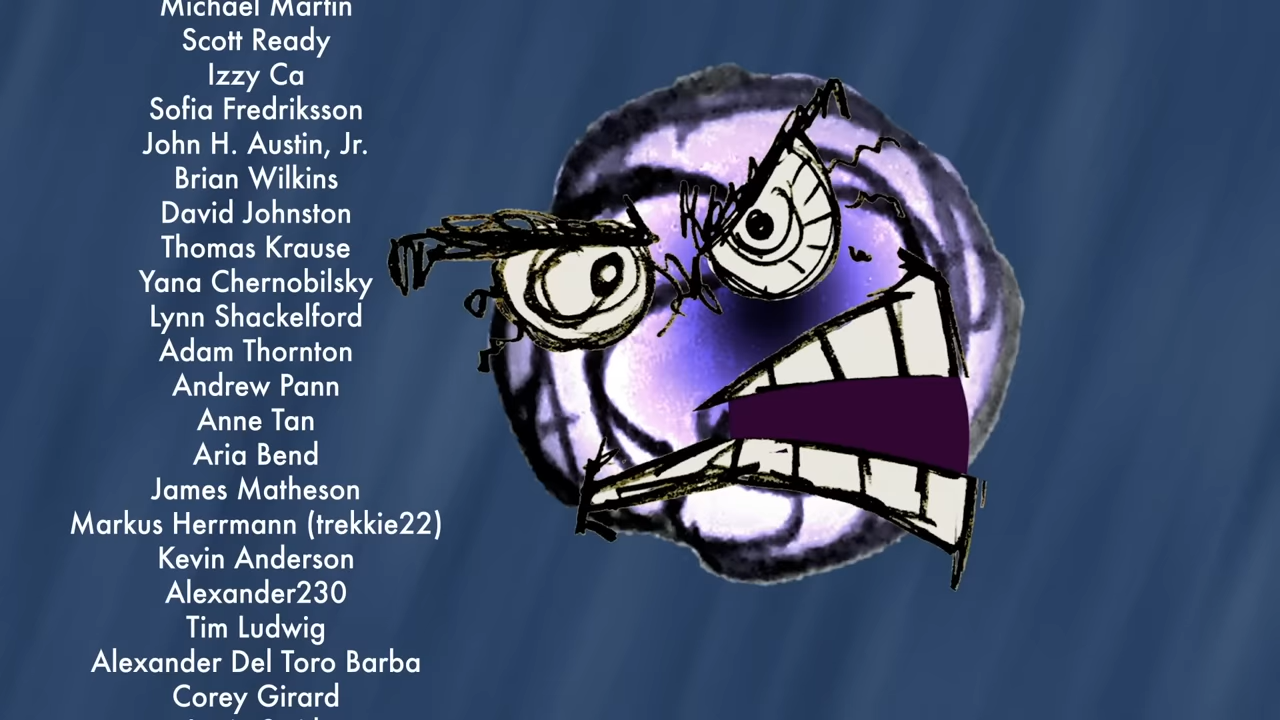 Michael Martin
Scott Ready
Izzy Ca
Sofia Fredriksson
John H. Austin, Jr.
Brian Wilkins
David Johnston
Thomas Krause
Yana Chernobilsky
Lynn Shackelford
Adam Thornton
Andrew Pann
Anne Tan
Aria Bend
James Matheson
Markus Herrmann (trekkie22)
Kevin Anderson
Alexander230
Tim Ludwig
Alexander Del Toro Barba
Corey Girard